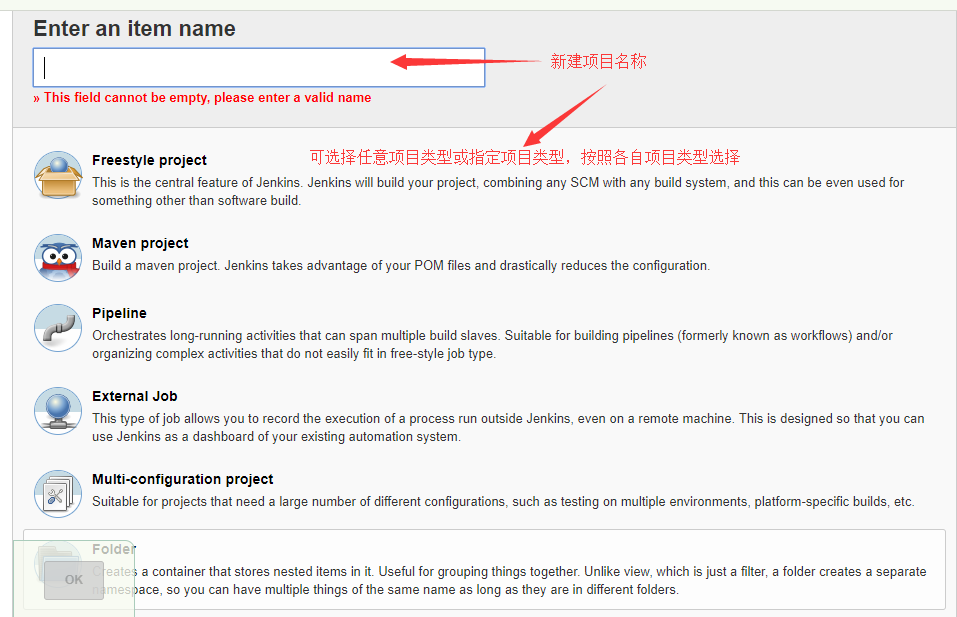 Enter an item name
新建项目名称
» This field cannot be empty, please enter a valid name
可选择任意项目类型或指定项目类型，按照各自项目类型选择
Freestyle project
This is the central feature of Jenkins. Jenkins will build your project, combining any SCM with any build system, and this can be even used for
something other than software build.
Maven project
Build a maven project. Jenkins takes advantage of your POM files and drastically reduces the configuration.
Pipeline
Orchestrates long-running activities that can span multiple build slaves. Suitable for building pipelines (formerly known as workflows) and/or
organizing complex activities that do not easily fit in free-style job type.
External Job
This type of job allows you to record the execution of a process run outside Jenkins, even on a remote machine. This is designed so that you can
use Jenkins as a dashboard of your existing automation system.
Multi-configuration project
Suitable for projects that need a large number of different configurations, such as testing on multiple environments, platform-specific builds, etc.
Folder
Creates a container that stores nested items in it. Useful for grouping things together. Unlike view, which is just a filter, a folder creates a separate
namespace, so you can have multiple things of the same name as long as they are in different folders.
OK